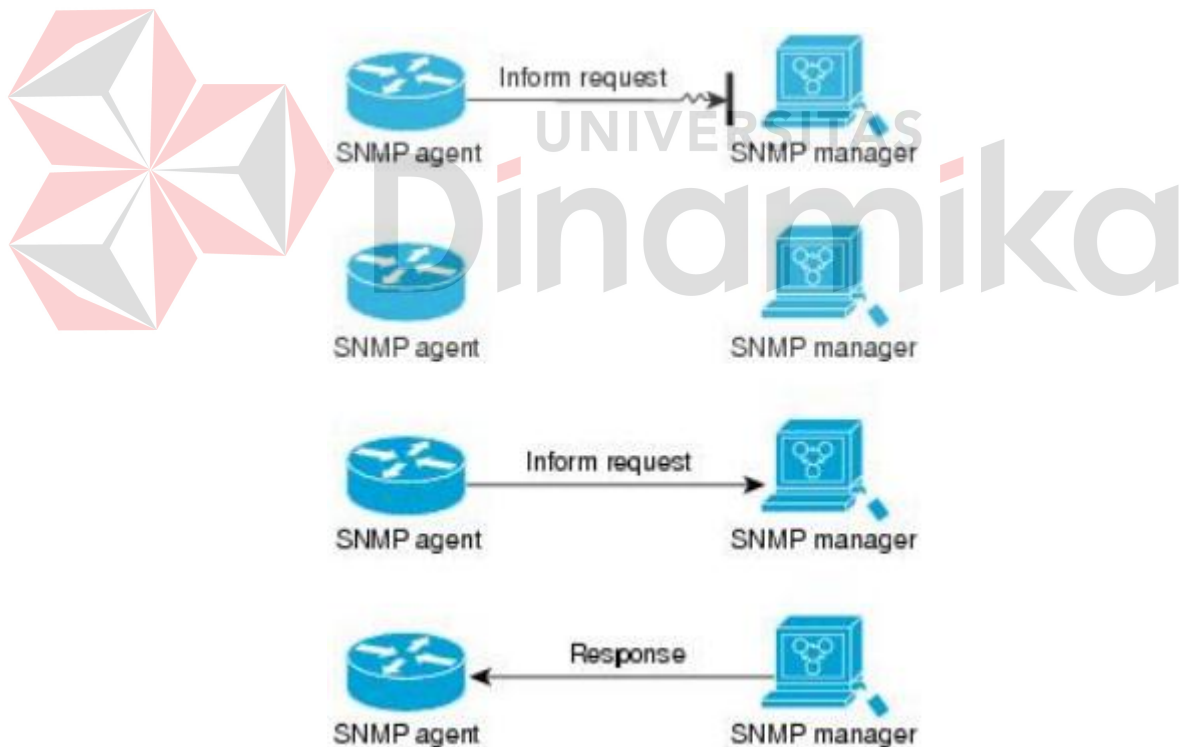 Inform request
SNMP agent
SNMP manager
UNIVERSITAS
Dinamika
SNMP agent
SNMP manager
Inform request
SNMP agent
SNMP manager
Response
SNMP agent
SNMP manager